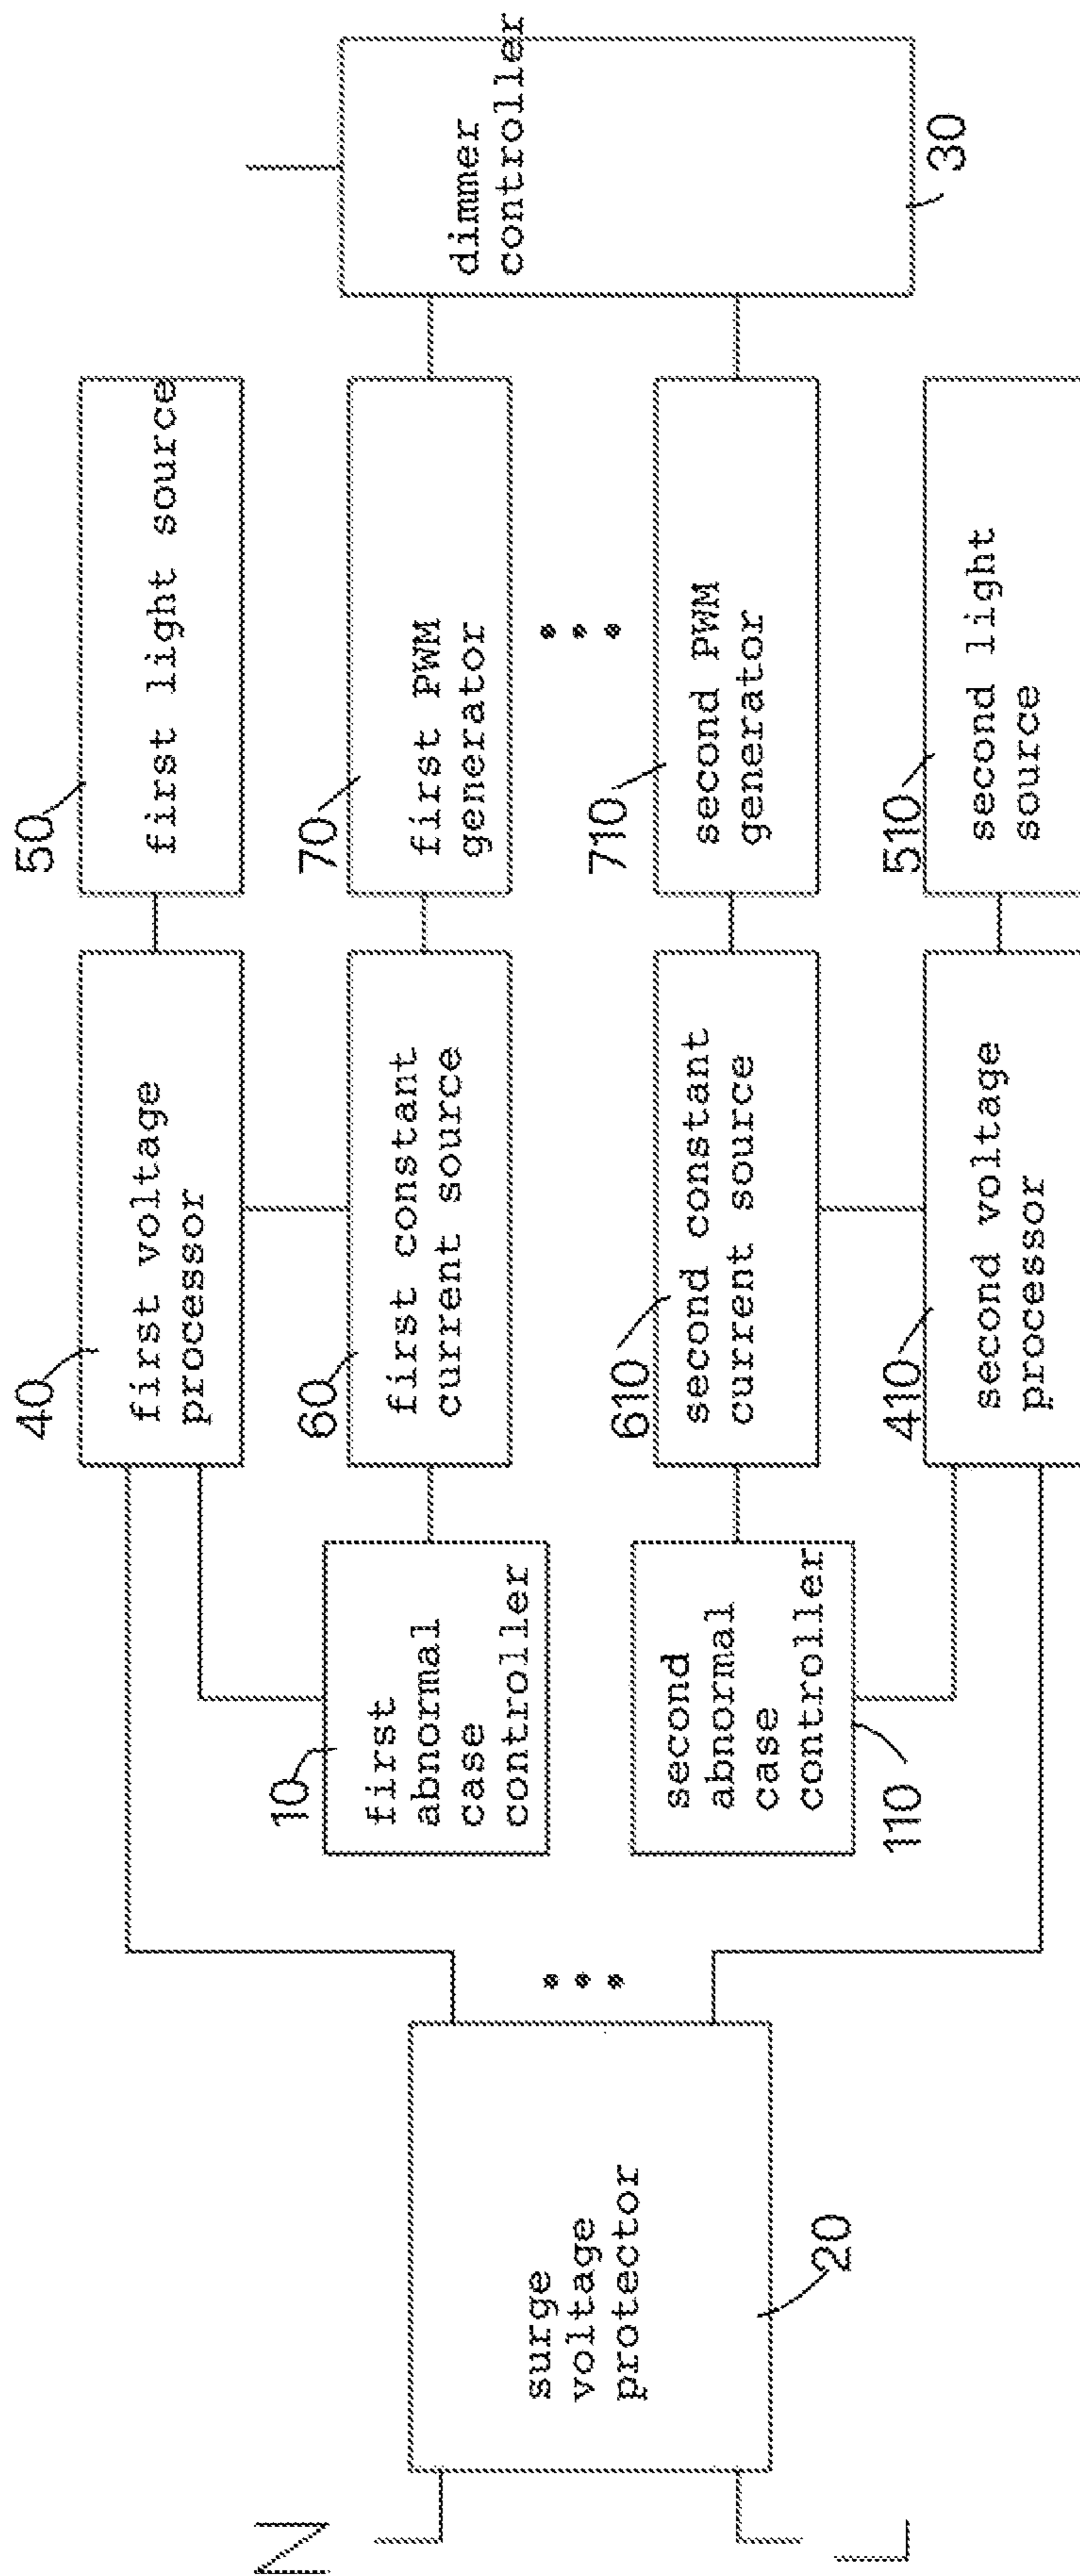 N
L
surge
voltage
protector
20
10
first
abnormal
case
controller
second
abnormal
case
controller
110
40
first voltage
processor
60
first constant
current source
610
second constant
current source
410
second voltage
processor
50
first light source
70
first PWM
generator
710
second PWM
generator
510
second light
source
dimmer
controller
30